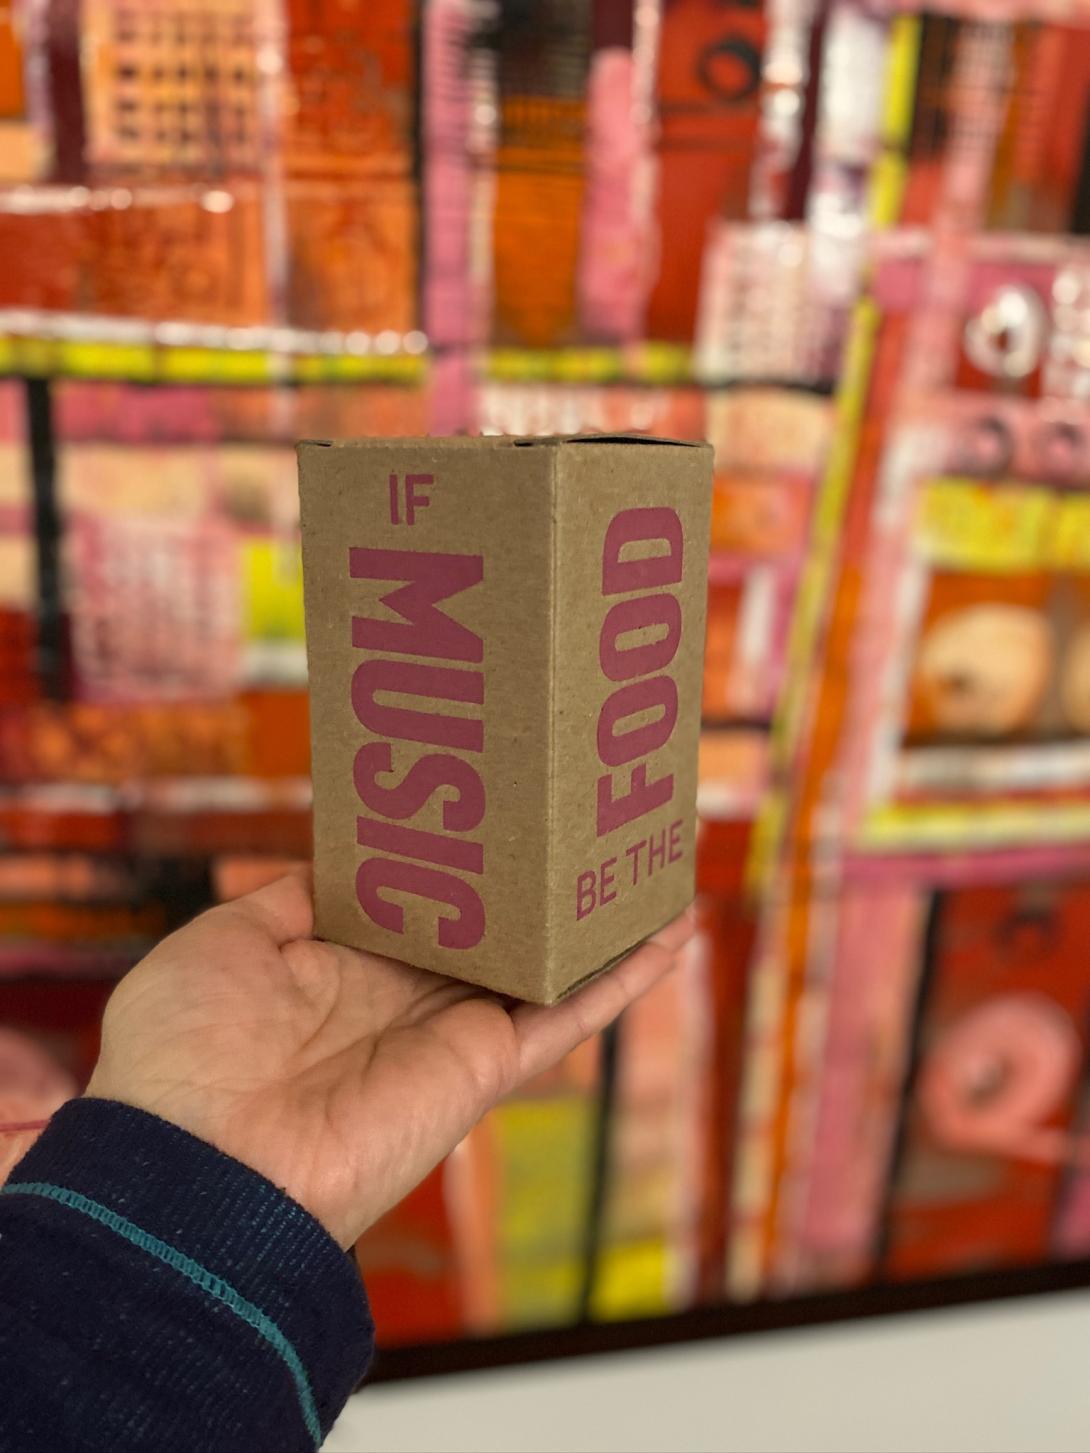 IF
MUSIC
BE THE
FOOD